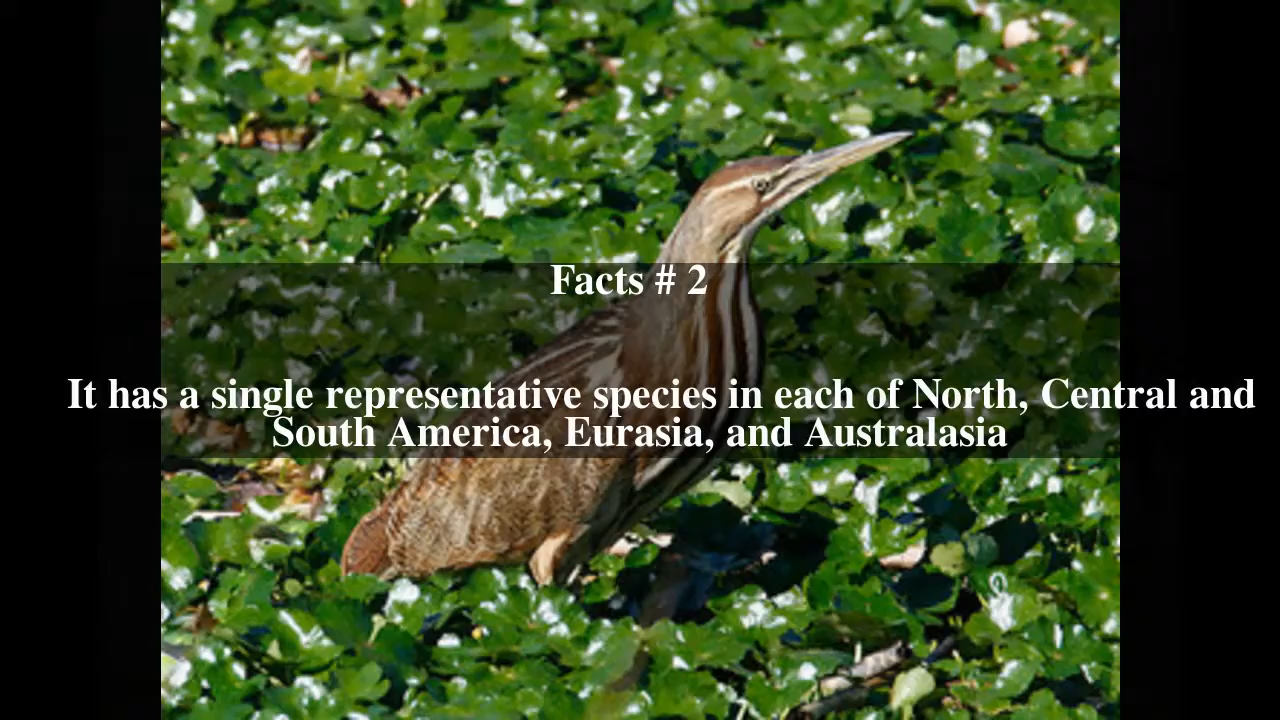 Facts # 2
It has a single representative species in each of North, Central and
South America, Eurasia, and Australasia